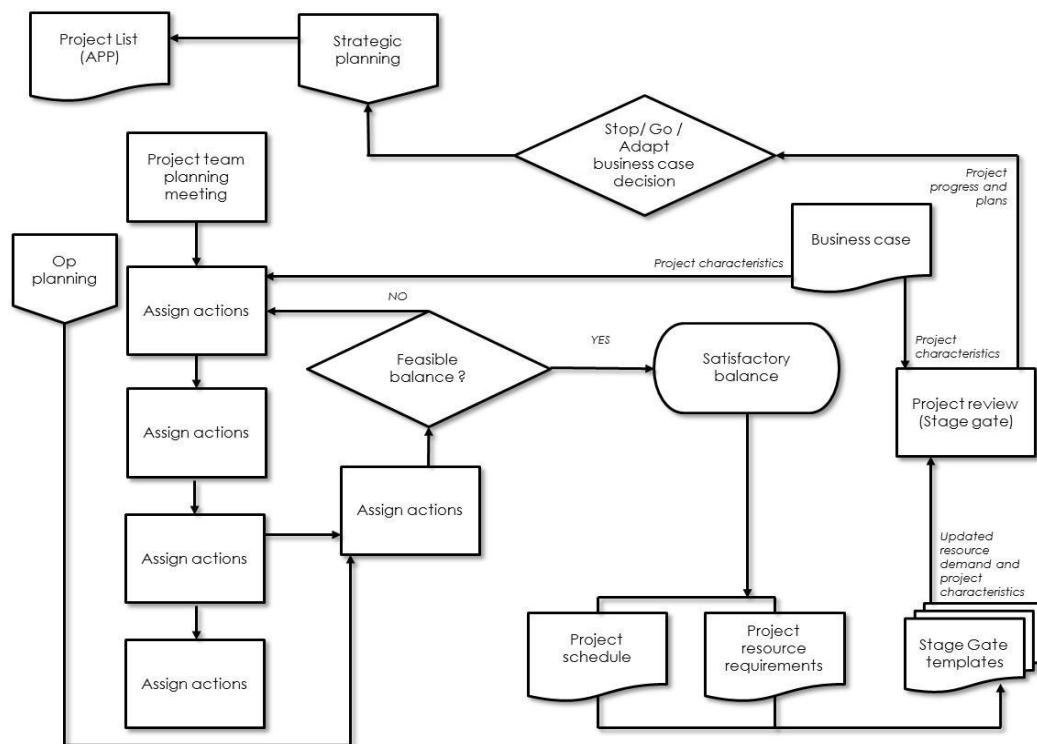 Project List
(APP)
Strategic
planning
Stop/ Go /
Adapt
business case
decision
Project
progress and
plans
Project team
planning
meeting
Op
planning
Business case
Project characteristics
Assign actions
NO
Feasible
balance ?
YES
Satisfactory
balance
Project
characteristics
Project review
(Stage gate)
Assign actions
Assign actions
Assign actions
Updated
resource
demand and
project
characteristics
Assign actions
Project
schedule
Project
resource
requirements
Stage Gate
templates